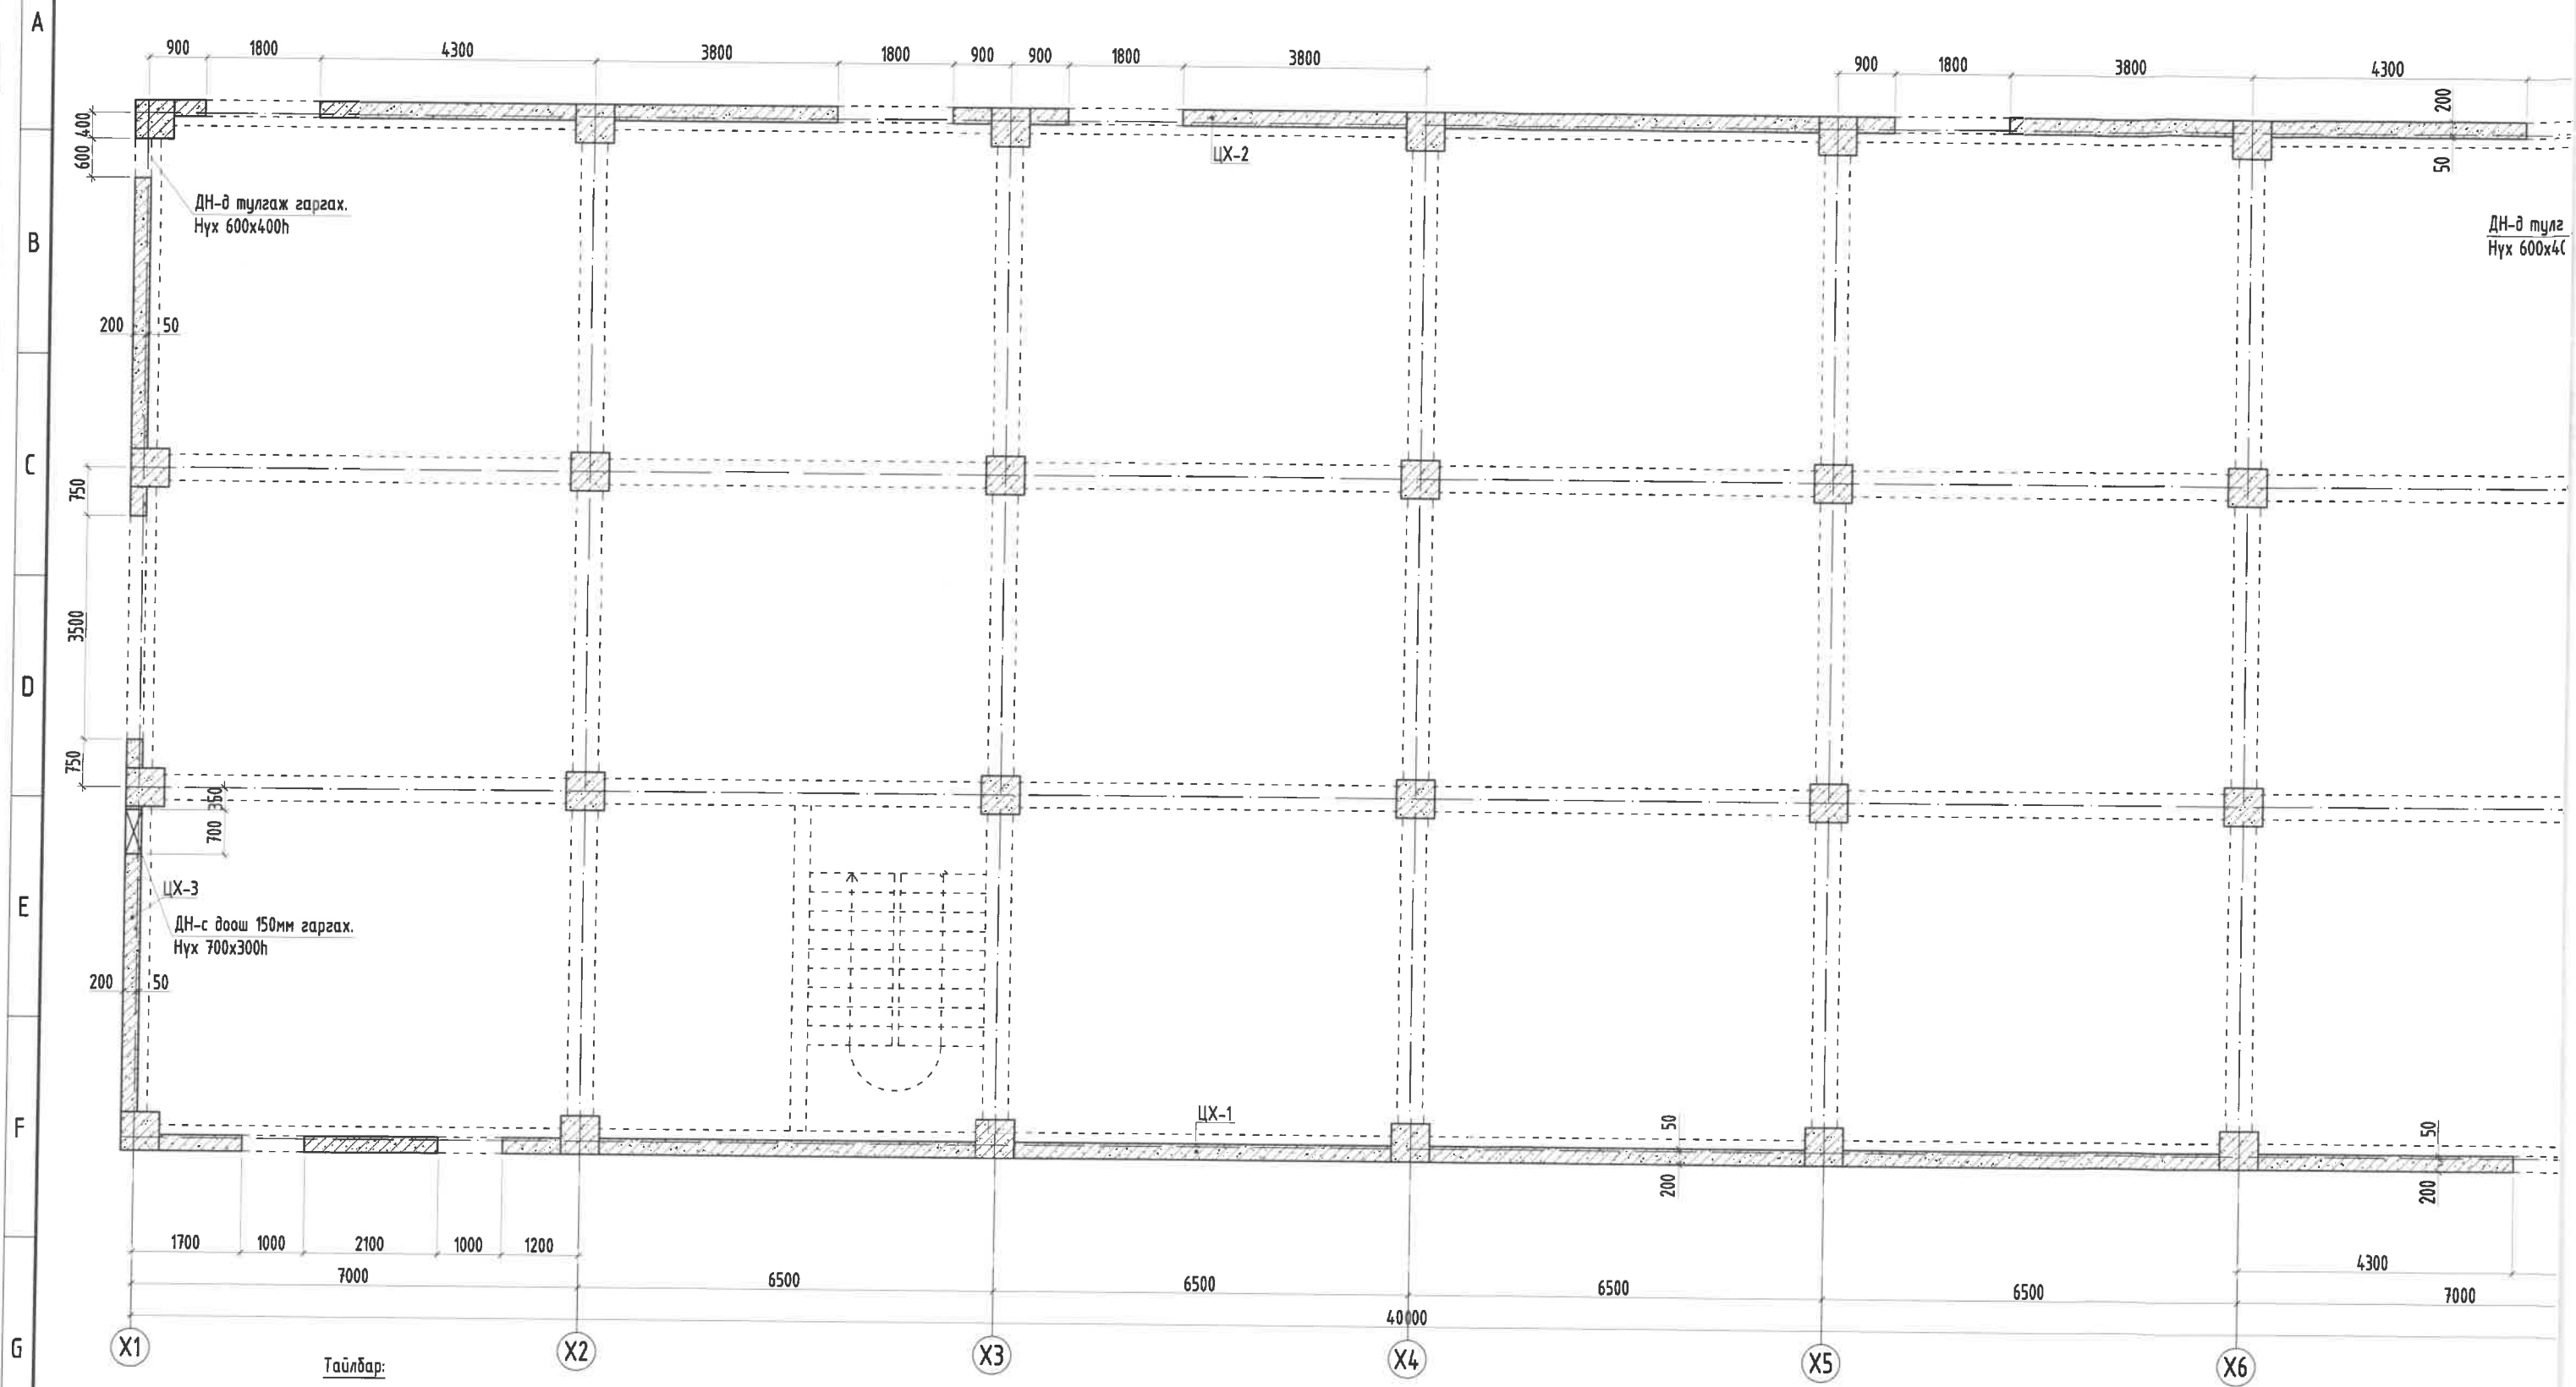 A
900 1800 4300 3800 1800 900 900 1800 3800 900 1800 3800 4300
400
600
200
50
ЦХ-2
ДН-д тулгаж гаргах.
Нүх 600x400h
B
ДН-д тулг
Нүх 600x4
200 50
C
750
3500
D
750
350
700
ЦХ-3
E
ДН-с доош 150мм гаргах.
Нүх 700x300h
200 50
F
ЦХ-1
50
200
50
200
1700 1000 2100 1000 1200
4300
7000 6500 6500 6500 6500 7000
40000
G
X1 X2 X3 X4 X5 X6
Тайлбар: